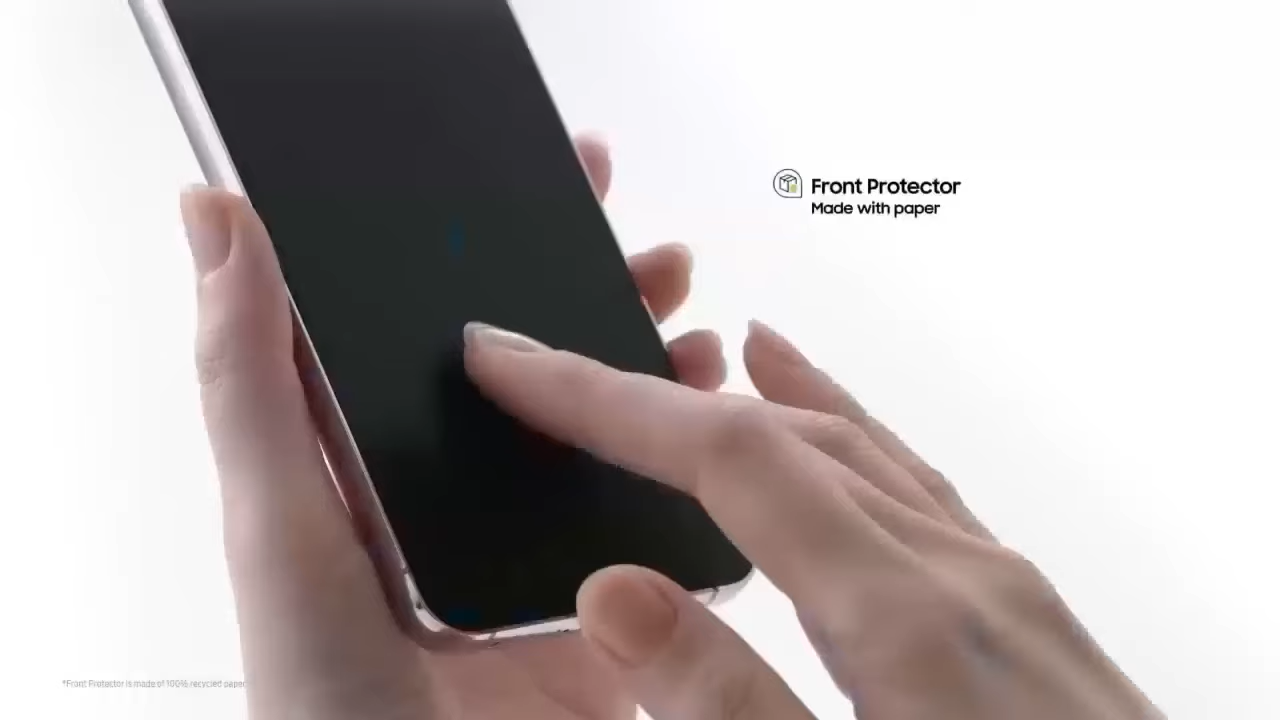 Front Protector
Made with paper
*Front Protector is made of 100% recycled paper.